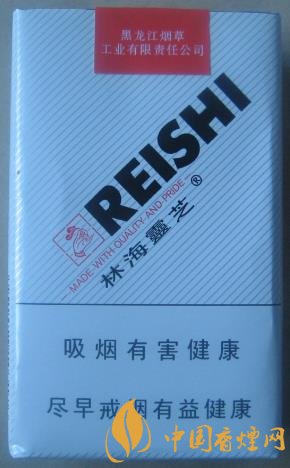 黑龙江烟草
工业有限责任公司
REISHI®
- MADE WITH QUALITY AND PRIDE -
林海靈芝
吸烟有害健康
尽早戒烟有益健康
中国香烟网